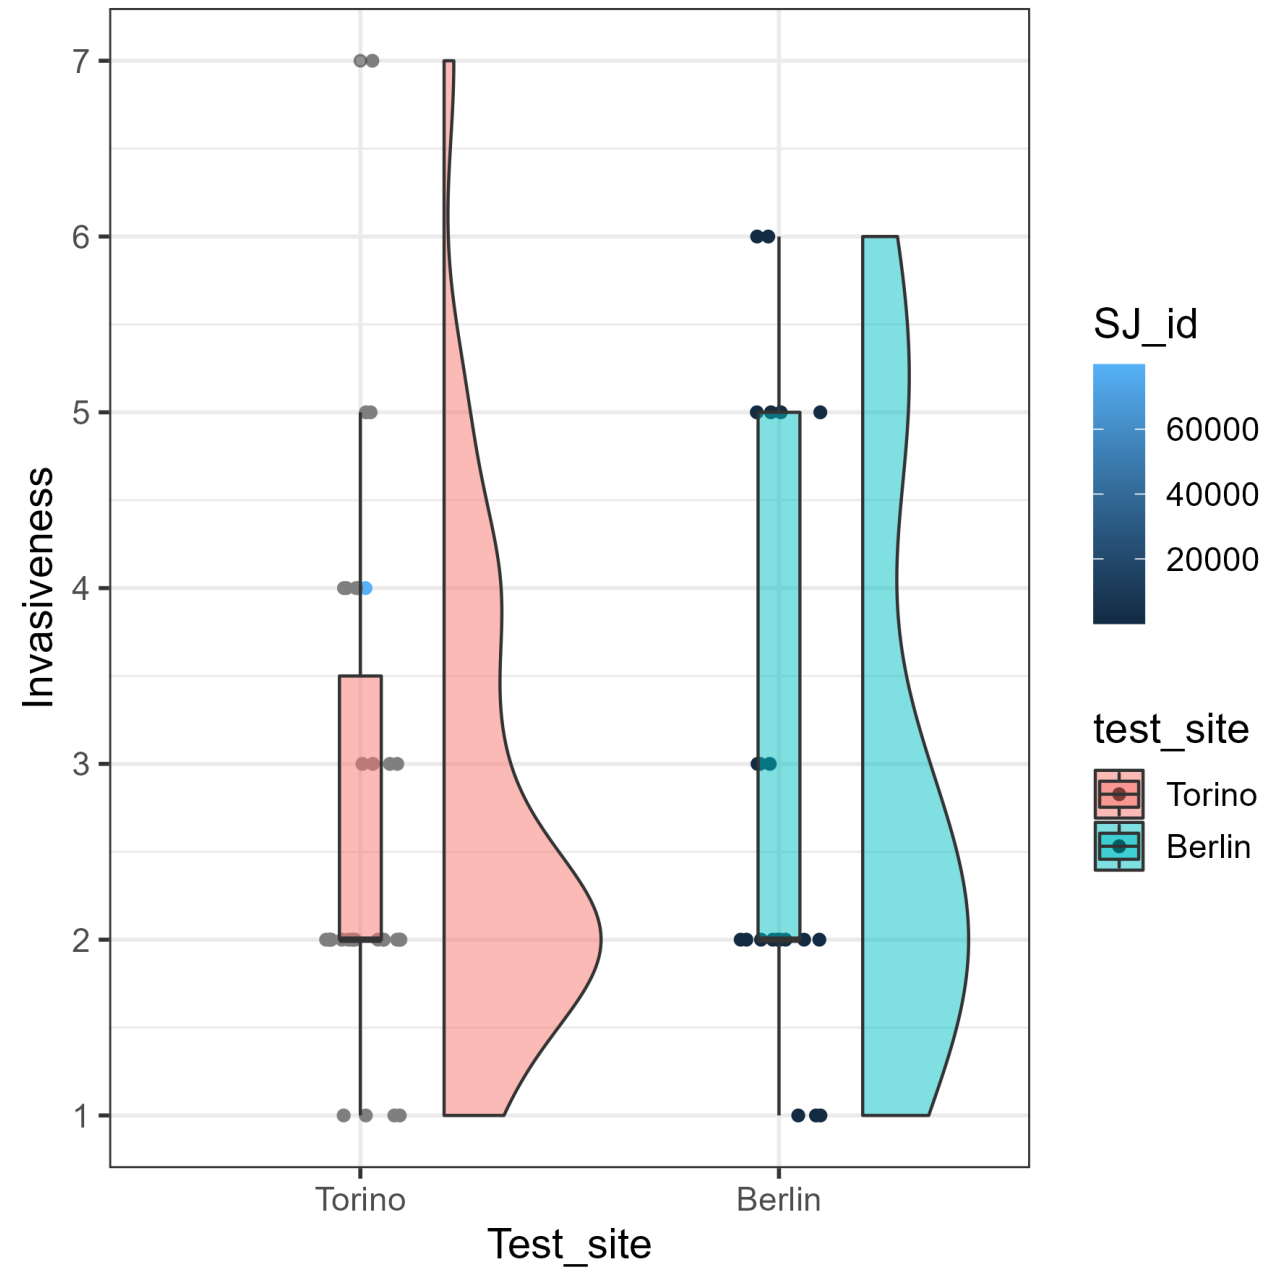 7
6
5
4
3
2
1
Invasiveness
Torino
Berlin
Test_site
SJ_id
60000
40000
20000
test_site
Torino
Berlin